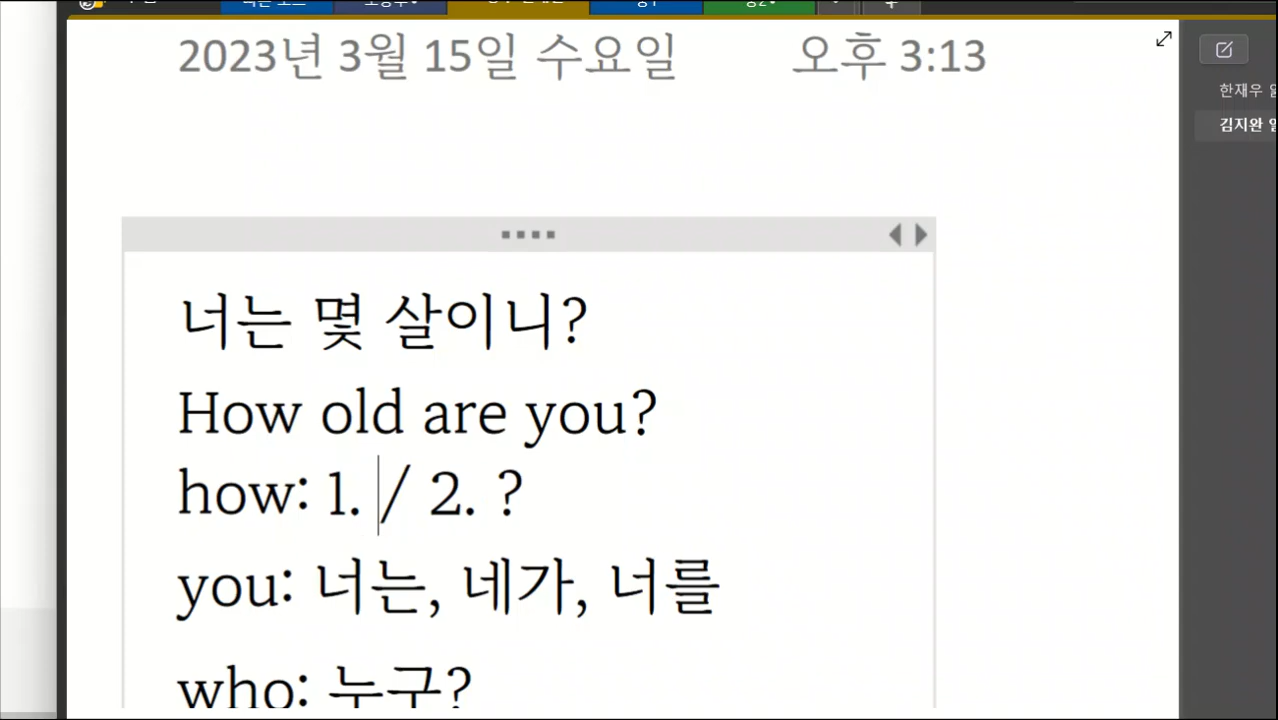 2023년 3월 15일 수요일 오후 3:13
한재우
김지완
너는 몇 살이니?
How old are you?
how: 1. / 2. ?
you: 너는, 네가, 너를
who: 누구?